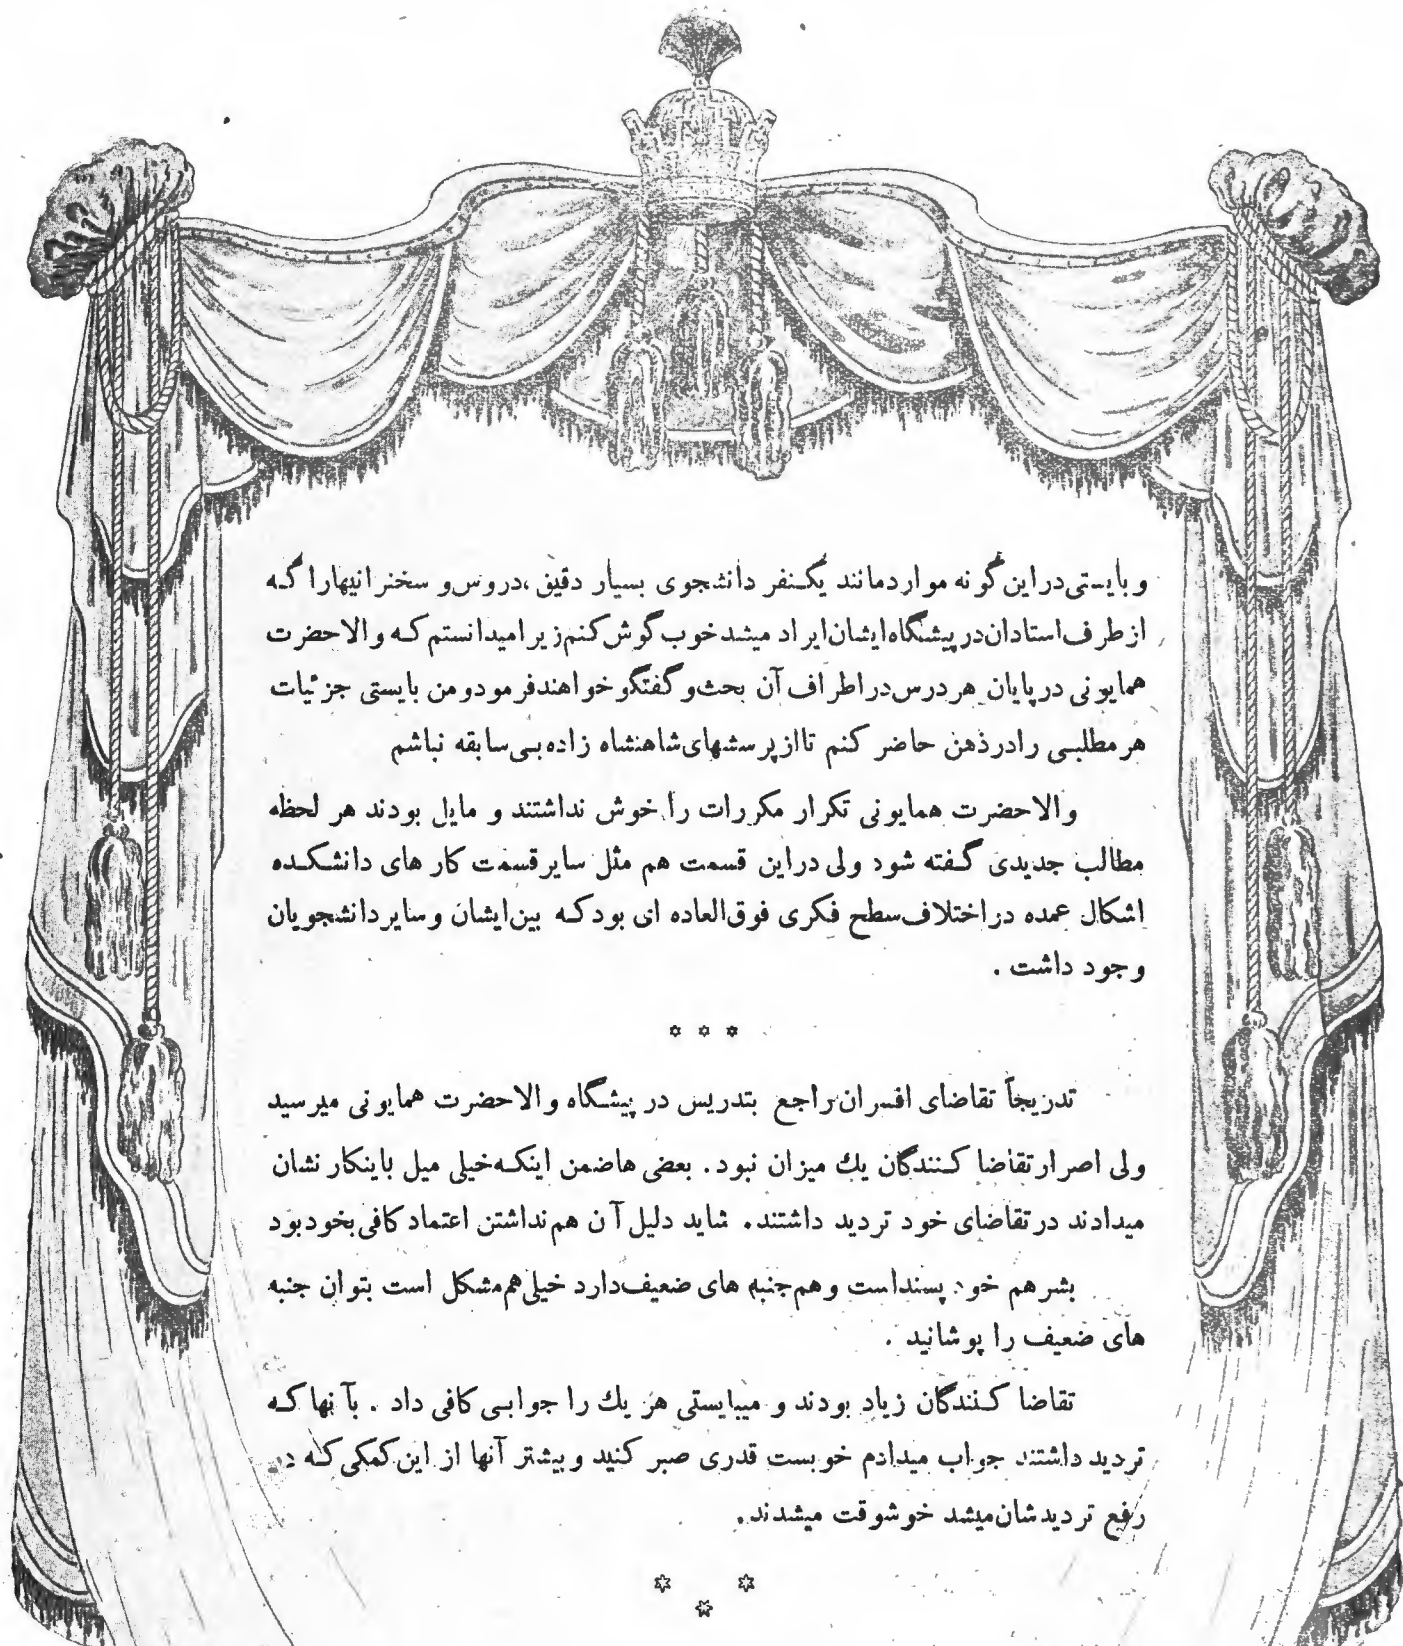 و بایستی در این گونه موارد مانند یکنفر دانشجوی بسیار دقیق ، دروس و سخنرانیهارا که
از طرف استادان در پیشگاه ایشان ایراد میشد خوب گوش کنم زیرا میدانستم که والاحضرت
همایونی در پایان هر درس در اطراف آن بحث و گفتگو خواهند فرمود و من بایستی جزئیات
هر مطلبی را در ذهن حاضر کنم تا از پرسشهای شاهنشاه زاده بی سابقه نباشم
والاحضرت همایونی تکرار مکررات را خوش نداشتند و مایل بودند هر لحظه
مطالب جدیدی گفته شود ولی در این قسمت هم مثل سایر قسمت کار های دانشکده
اشکال عمده در اختلاف سطح فکری فوق العاده ای بود که بین ایشان و سایر دانشجویان
وجود داشت .
* * *
تدریجاً تقاضای افسران راجع بتدریس در پیشگاه والاحضرت همایونی میرسید
ولی اصرار تقاضا کنندگان یك میزان نبود . بعضی ها ضمن اینکه خیلی میل باینکار نشان
میدادند در تقاضای خود تردید داشتند . شاید دلیل آن هم نداشتن اعتماد کافی بخود بود
بشر هم خود پسند است و هم جنبه های ضعیف دارد خیلی هم مشکل است بتوان جنبه
های ضعیف را پوشانید .
تقاضا کنندگان زیاد بودند و میبایستی هر یك را جوابی کافی داد . بآنها که
تردید داشتند جواب میدادم خوبست قدری صبر کنید و بیشتر آنها از این کمکی که در
رفع تردیدشان میشد خوشوقت میشدند .
* * *